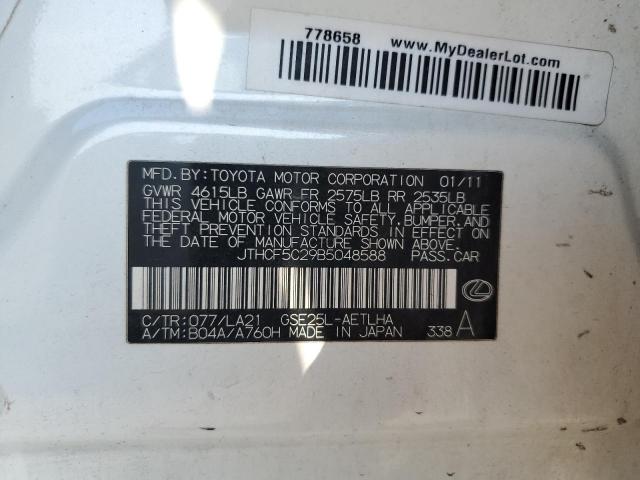 778658 www.MyDealerLot.com
MFD.BY:TOYOTA MOTOR CORPORATION 01/11
GVWR 4615LB GAWR FR 2575LB RR 2535LB
THIS VEHICLE CONFORMS TO ALL APPLICABLE
FEDERAL MOTOR VEHICLE SAFETY,BUMPER,AND
THEFT PREVENTION STANDARDS IN EFFECT ON
THE DATE OF MANUFACTURE SHOWN ABOVE.
JTHCF5C29B5048588 PASS.CAR
C/TR:077/LA21 GSE25L-AETLHA
A/TM:B04A/A760H MADE IN JAPAN 338 A